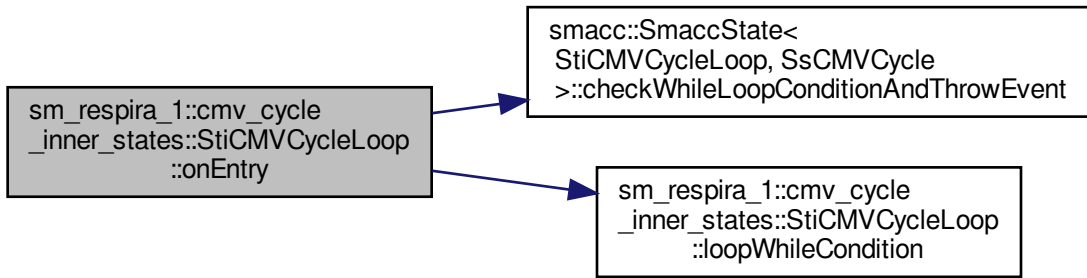 sm_respira_1::cmv_cycle
_inner_states::StiCMVCycleLoop
::onEntry
smacc::SmaccState<
StiCMVCycleLoop, SsCMVCycle
>::checkWhileLoopConditionAndThrowEvent
sm_respira_1::cmv_cycle
_inner_states::StiCMVCycleLoop
::loopWhileCondition